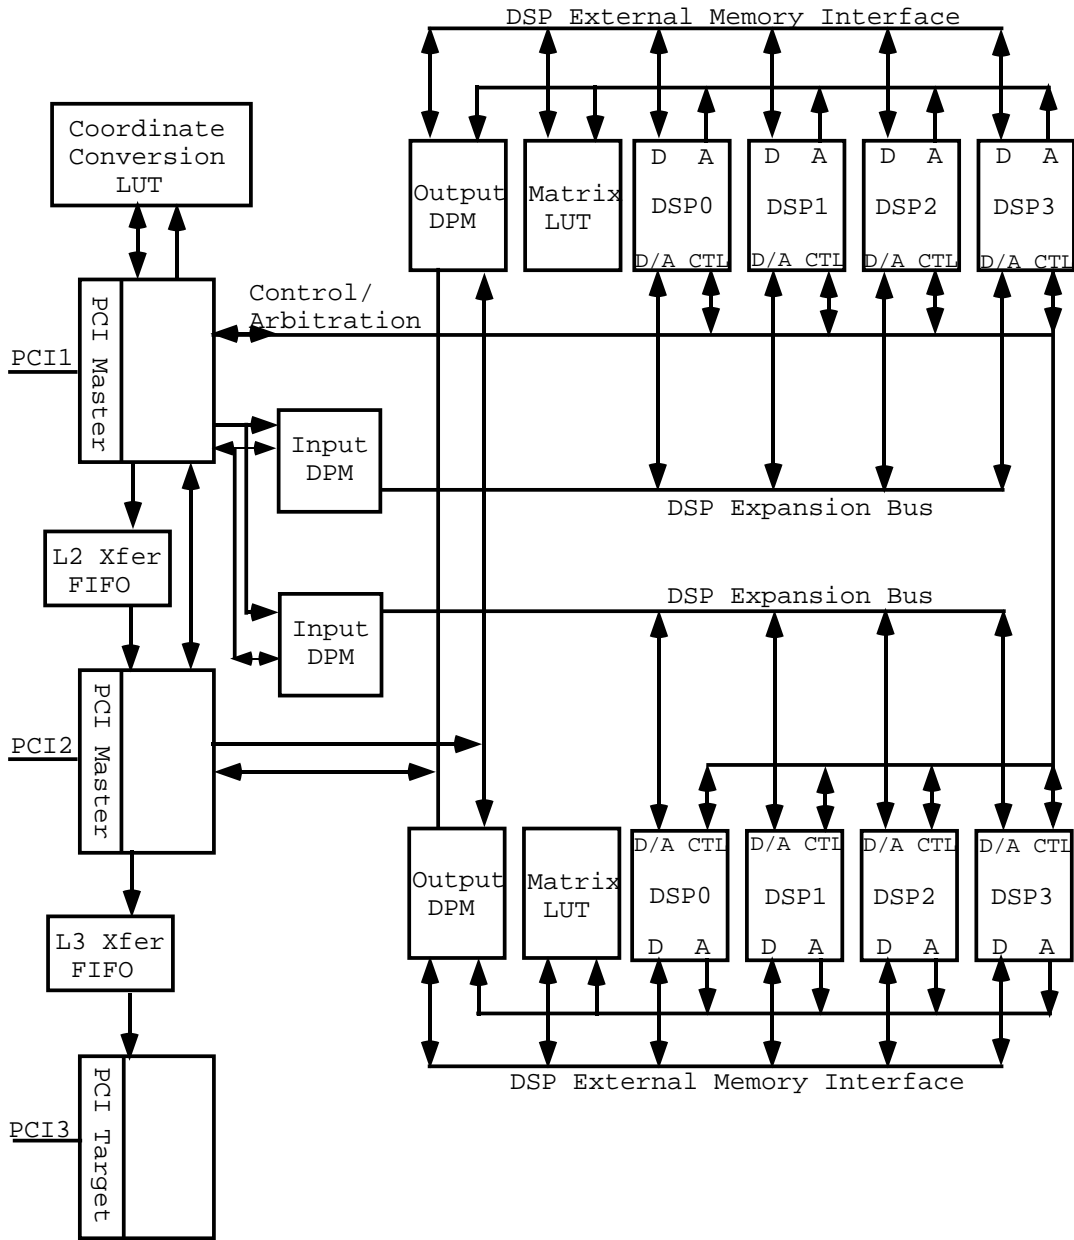 DSP External Memory Interface
Coordinate
Conversion
LUT
D A
D A
D A
D A
Output
DPM
Matrix
LUT
DSP0
DSP1
DSP2
DSP3
D/A CTL
D/A CTL
D/A CTL
D/A CTL
PCI1
PCI Master
Control/
Arbitration
Input
DPM
DSP Expansion Bus
L2 Xfer
FIFO
DSP Expansion Bus
Input
DPM
PCI2
PCI Master
D/A CTL
D/A CTL
D/A CTL
D/A CTL
Output
DPM
Matrix
LUT
DSP0
DSP1
DSP2
DSP3
D A
D A
D A
D A
L3 Xfer
FIFO
DSP External Memory Interface
PCI3
PCI Target